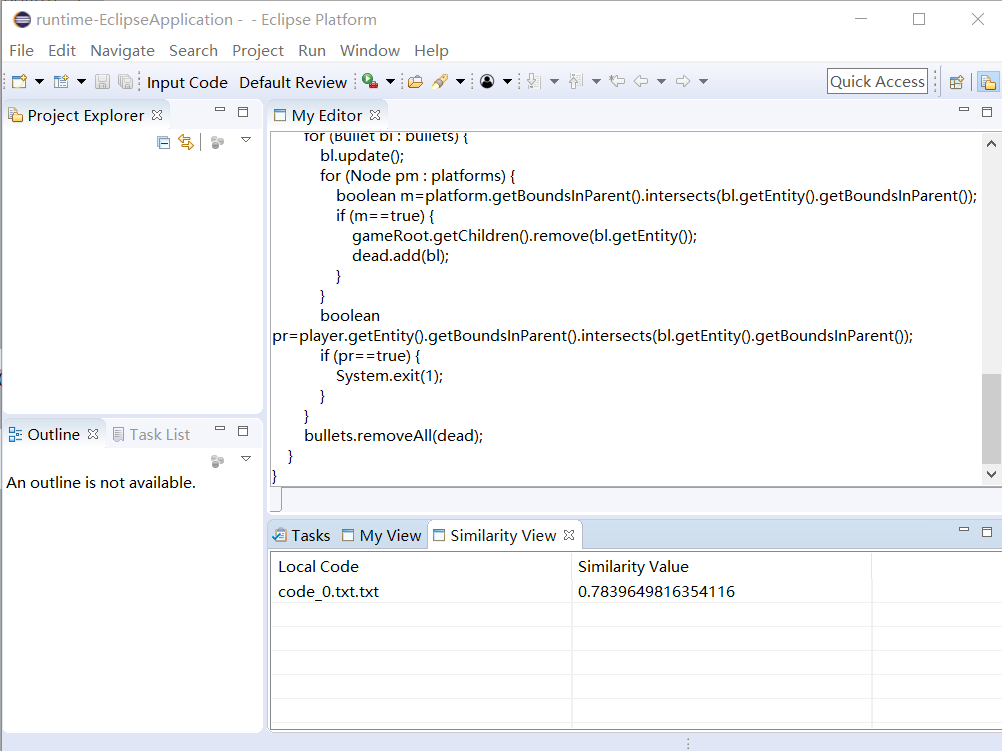 runtime-EclipseApplication -  - Eclipse Platform
File Edit Navigate Search Project Run Window Help
Input Code Default Review Quick Access
Project Explorer
My Editor
for (Bullet bl : bullets) {
bl.update();
for (Node pm : platforms) {
boolean m=platform.getBoundsInParent().intersects(bl.getEntity().getBoundsInParent());
if (m==true) {
gameRoot.getChildren().remove(bl.getEntity());
dead.add(bl);
}
}
boolean
pr=player.getEntity().getBoundsInParent().intersects(bl.getEntity().getBoundsInParent());
if (pr==true) {
System.exit(1);
}
}
bullets.removeAll(dead);
}
}
Outline Task List
An outline is not available.
Tasks My View Similarity View
Local Code Similarity Value
code_0.txt.txt 0.7839649816354116